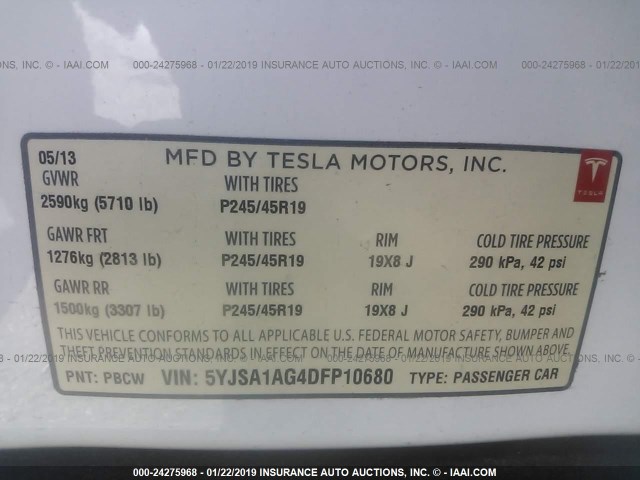 NS, INC. - IAAI.COM 000-24275968 - 01/22/2019 INSURANCE AUTO AUCTIONS, INC. - IAAI.COM 000-2427596
05/13 MFD BY TESLA MOTORS, INC.
GVWR WITH TIRES
2590kg (5710 lb) P245/45R19
TESLA
GAWR FRT WITH TIRES RIM COLD TIRE PRESSURE
1276kg (2813 lb) P245/45R19 19X8 J 290 kPa, 42 psi
GAWR RR WITH TIRES RIM COLD TIRE PRESSURE
1500kg (3307 lb) P245/45R19 19X8 J 290 kPa, 42 psi
THIS VEHICLE CONFORMS TO ALL APPLICABLE U.S. FEDERAL MOTOR SAFETY, BUMPER AND
THEFT PREVENTION STANDARDS IN EFFECT ON THE DATE OF MANUFACTURE SHOWN ABOVE.
PNT: PBCW VIN: 5YJSA1AG4DFP10680 TYPE: PASSENGER CAR
000-24275968 - 01/22/2019 INSURANCE AUTO AUCTIONS, INC. - IAAI.COM